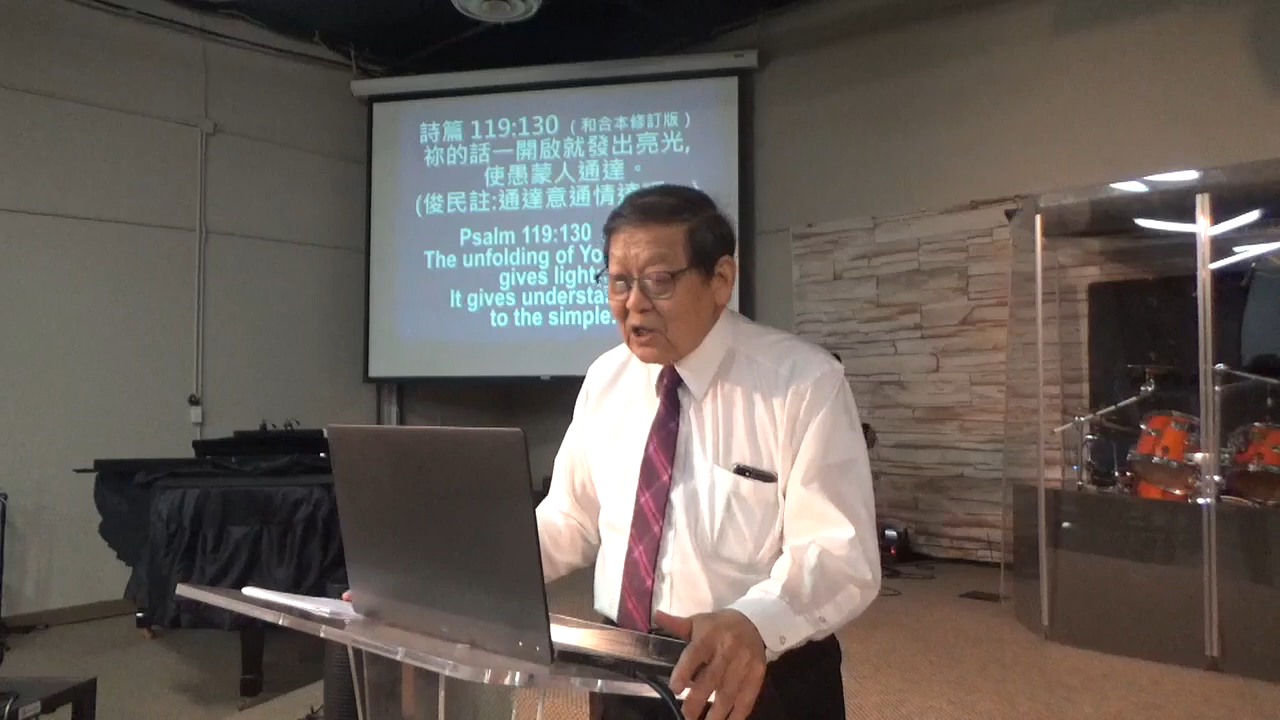 詩篇 119:130 (和合本修訂版)
祢的話一開啟就發出亮光,
使愚蒙人通達。
(俊民註:通達意通情達
Psalm 119:130
The unfolding of
gives light
It gives
to the simple.